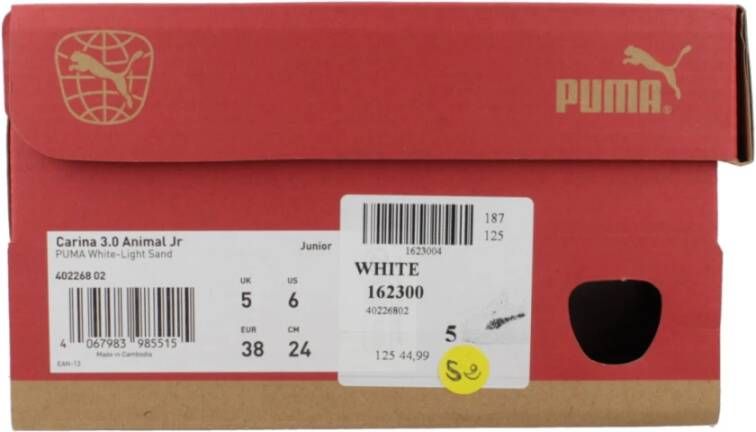 PUMA
Carina 3.0 Animal Jr
PUMA White-Light Sand
Junior
402268 02
UK US
5 6
EUR CM
38 24
4 067983 985515
Made in Cambodia
EAN-13
187
125
1623004
WHITE
162300
40226802
5
125 44,99